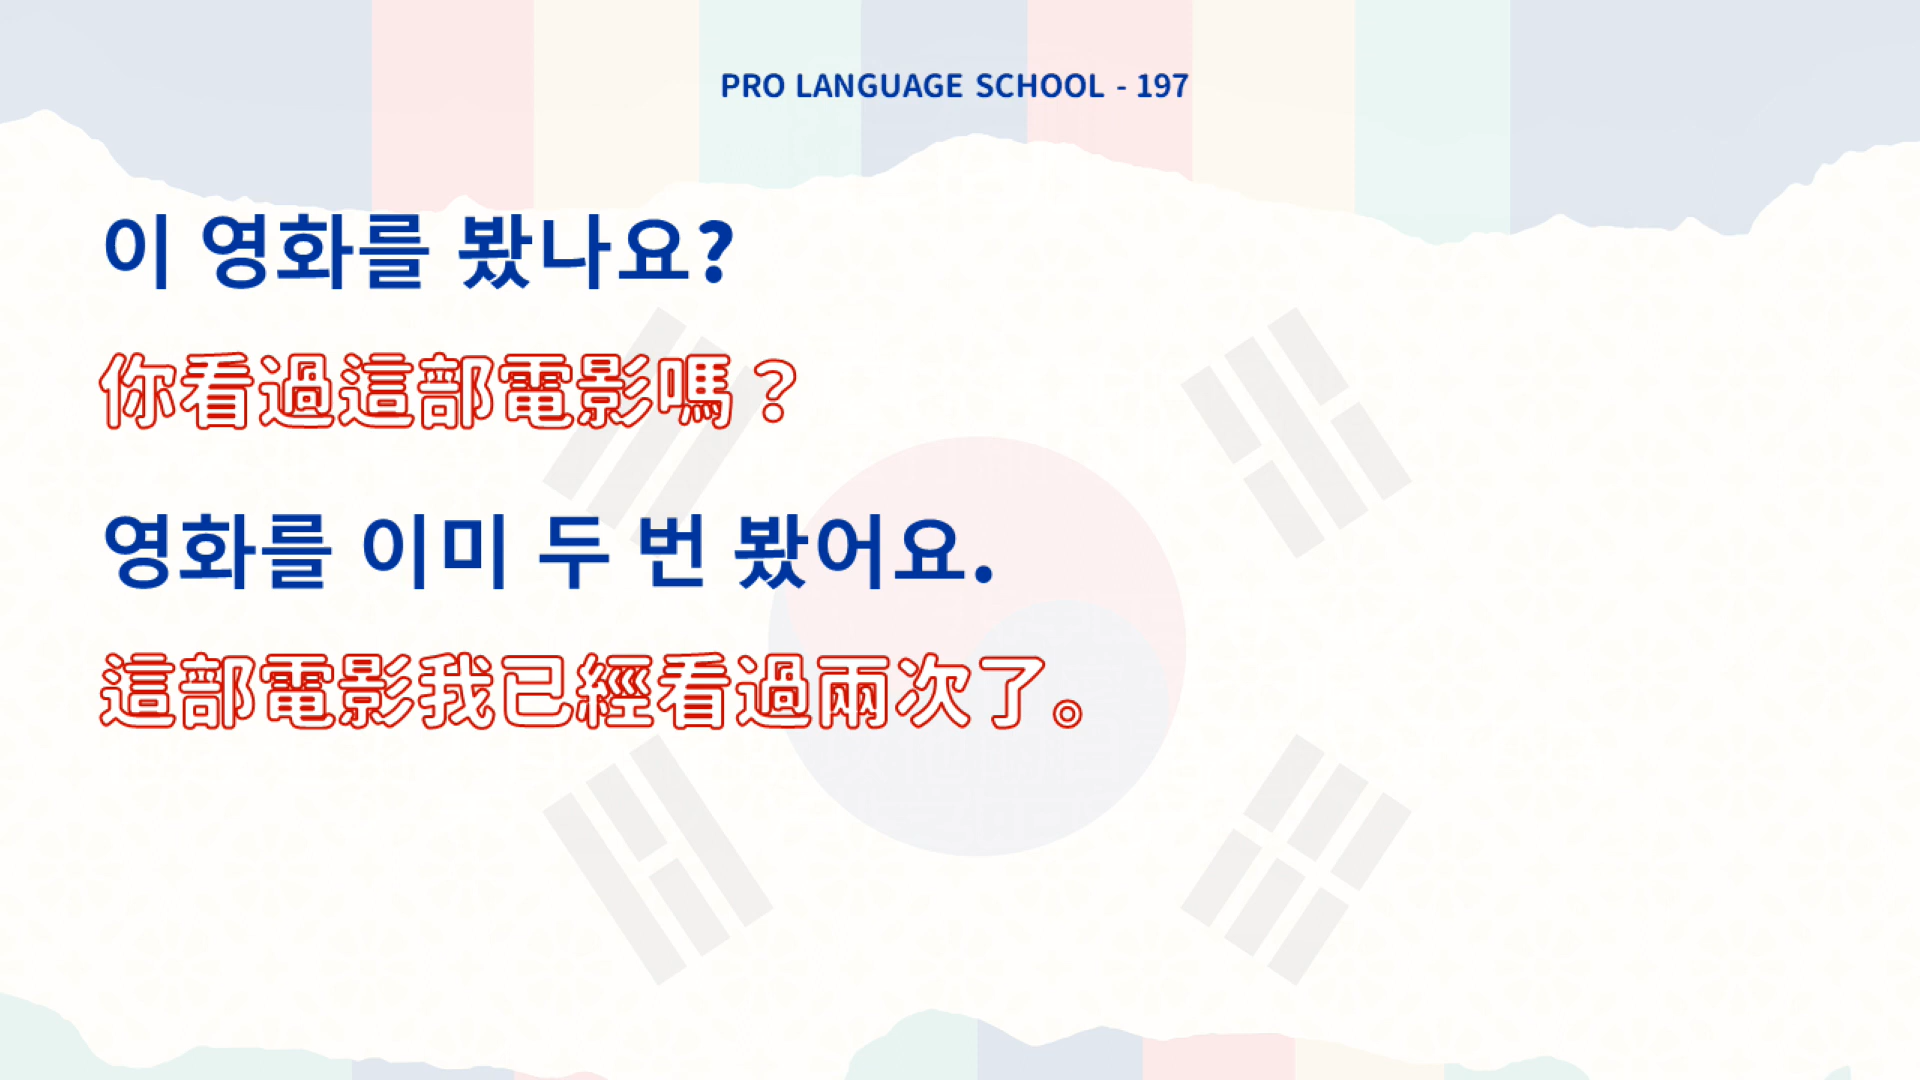 PRO LANGUAGE SCHOOL - 197
이 영화를 봤나요?
你看過這部電影嗎？
영화를 이미 두 번 봤어요.
這部電影我已經看過兩次了。